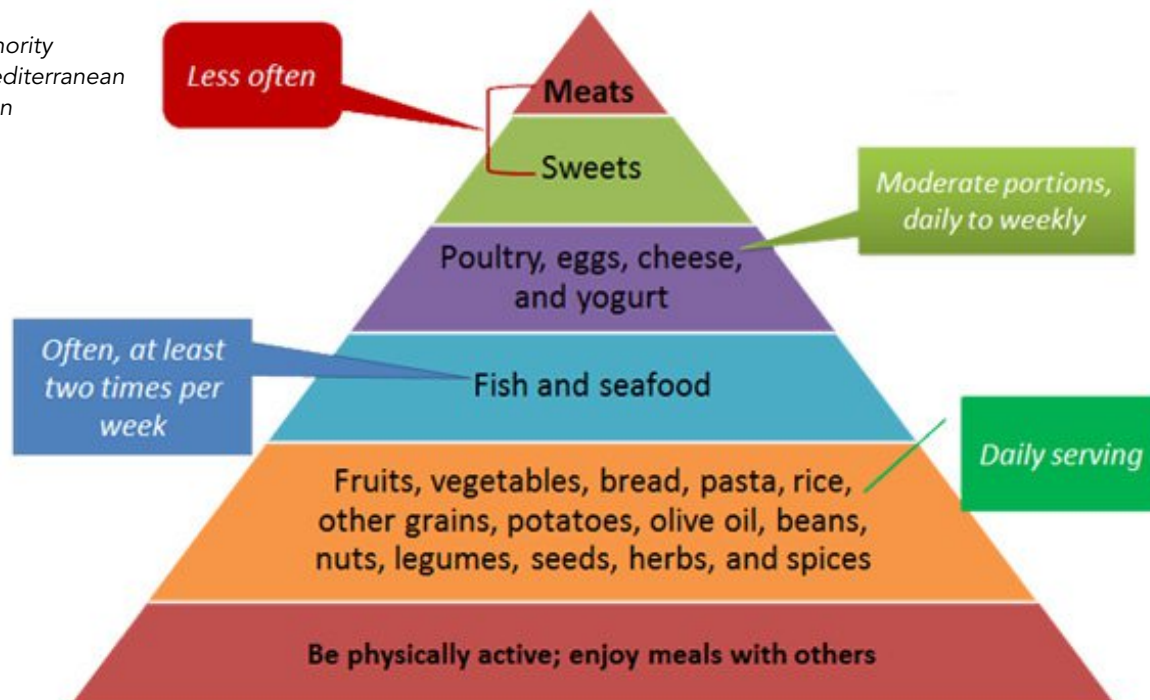 editerranean
Less often
Meats
Sweets
Moderate portions,
daily to weekly
Poultry, eggs, cheese,
and yogurt
Often, at least
two times per
week
Fish and seafood
Daily serving
Fruits, vegetables, bread, pasta, rice,
other grains, potatoes, olive oil, beans,
nuts, legumes, seeds, herbs, and spices
Be physically active; enjoy meals with others